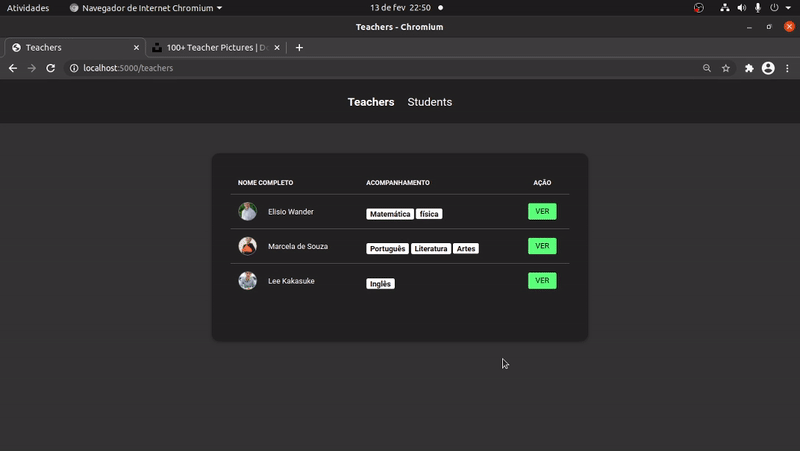 Atividades Navegador de Internet Chromium 13 de fev 22:50
Teachers - Chromium
Teachers 100+ Teacher Pictures | Do
localhost:5000/teachers
Teachers Students
NOME COMPLETO ACOMPANHAMENTO AÇÃO
Elisio Wander Matemática física VER
Marcela de Souza Português Literatura Artes VER
Lee Kakasuke Inglês VER